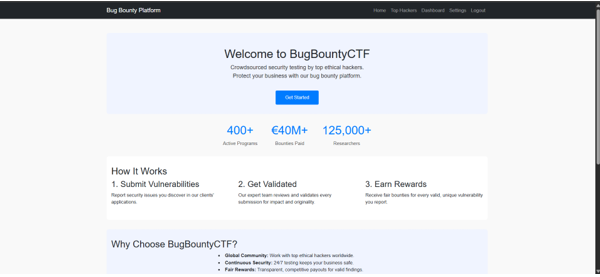 Bug Bounty Platform
Home Top Hackers Dashboard Settings Logout
Welcome to BugBountyCTF
Crowdsourced security testing by top ethical hackers.
Protect your business with our bug bounty platform.
Get Started
400+ €40M+ 125,000+
Active Programs Bounties Paid Researchers
How It Works
1. Submit Vulnerabilities
Report security issues you discover in our clients'
applications.
2. Get Validated
Our expert team reviews and validates every
submission for impact and originality.
3. Earn Rewards
Receive fair bounties for every valid, unique vulnerability
you report.
Why Choose BugBountyCTF?
• Global Community: Work with top ethical hackers worldwide.
• Continuous Security: 24/7 testing keeps your business safe.
• Fair Rewards: Transparent, competitive payouts for valid findings.